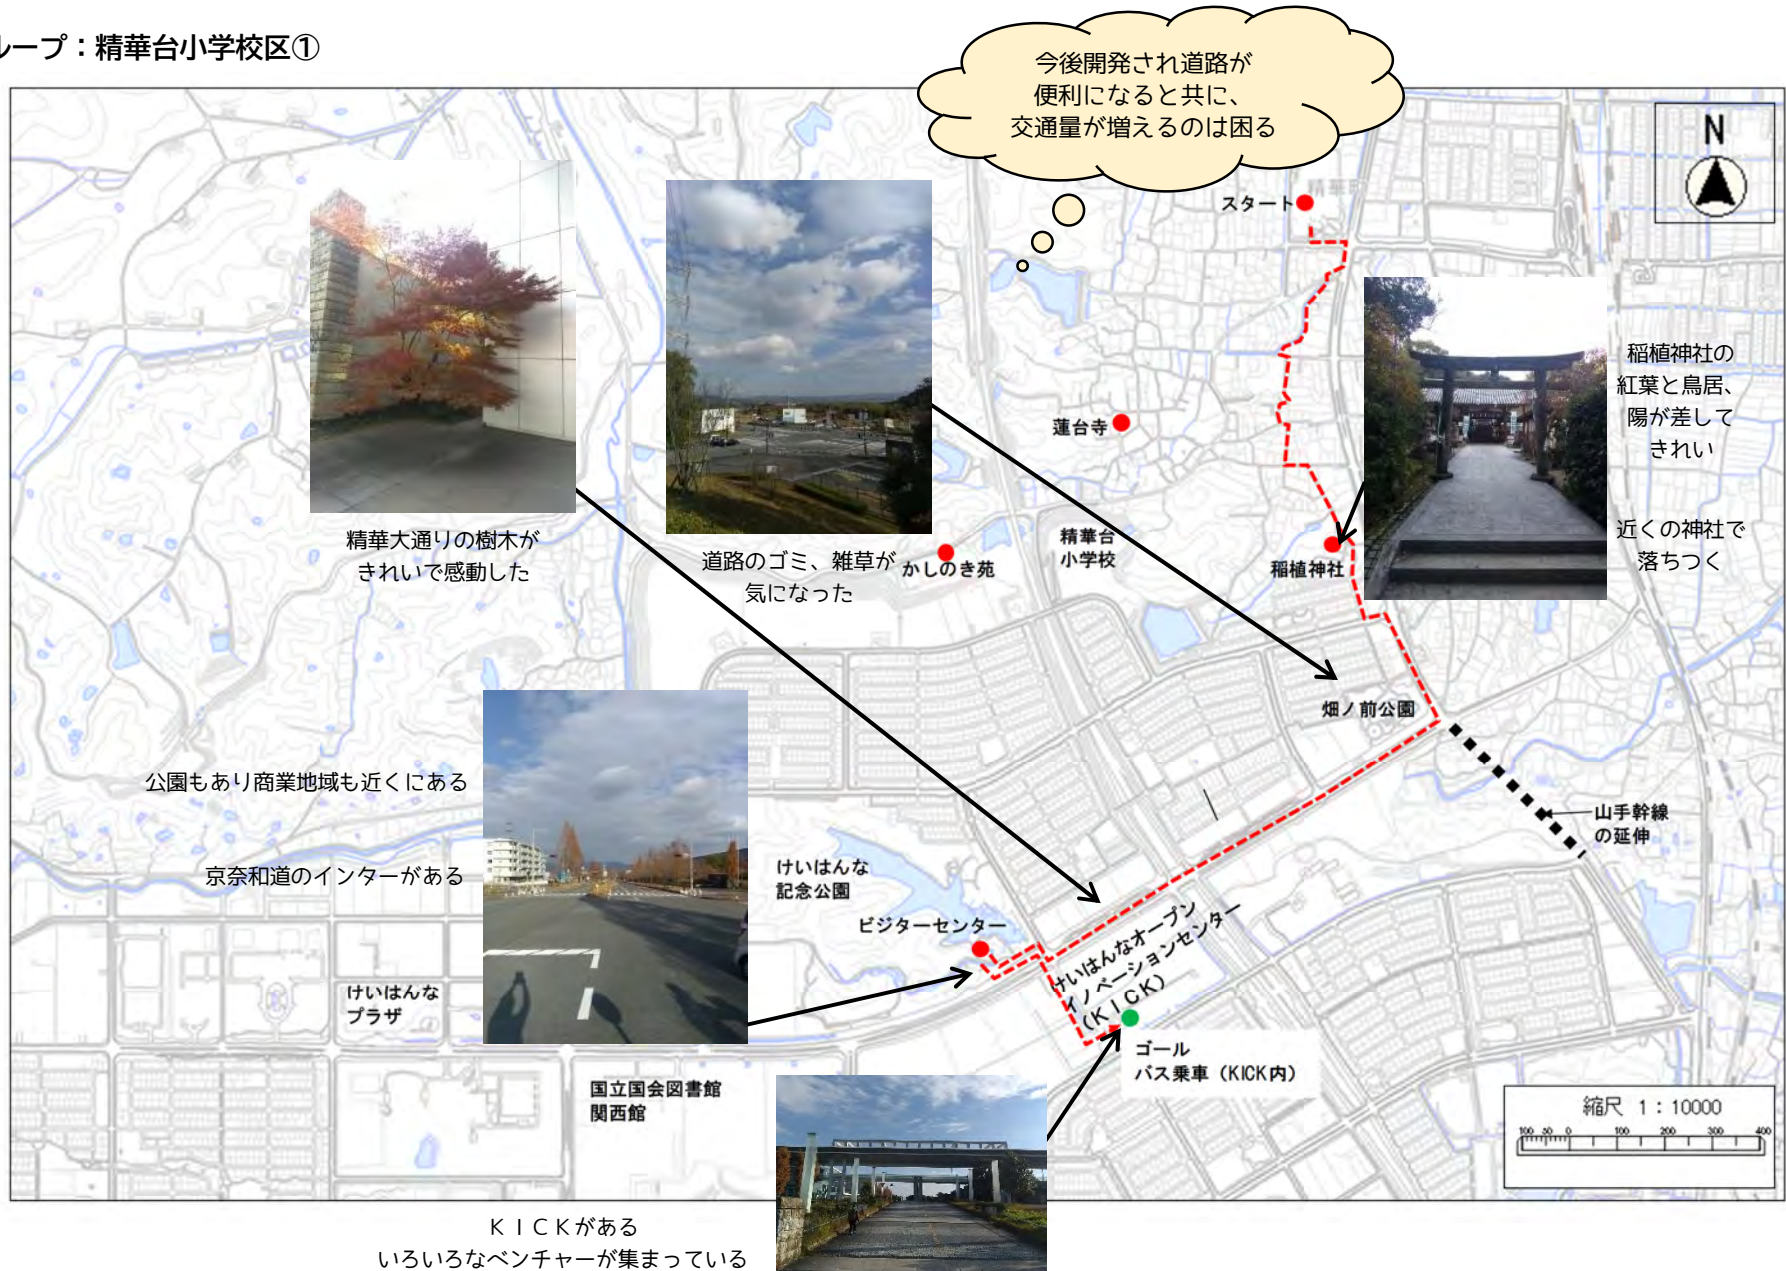 ループ：精華台小学校区①
今後開発され道路が
便利になると共に、
交通量が増えるのは困る
N
精華町
スタート
稲植神社の
紅葉と鳥居、
陽が差して
きれい
近くの神社で
落ちつく
蓮台寺
精華台
小学校
稲植神社
かしのき苑
精華大通りの樹木が
きれいで感動した
道路のゴミ、雑草が
気になった
畑ノ前公園
山手幹線
の延伸
公園もあり商業地域も近くにある
京奈和道のインターがある
けいはんな
記念公園
ビジターセンター
けいはんなオープン
イノベーションセンター
（ＫＩＣＫ）
けいはんな
プラザ
ゴール
バス乗車（KICK内）
国立国会図書館
関西館
縮尺 1：10000
100 50 0 100 200 300 400
ＫＩＣＫがある
いろいろなベンチャーが集まっている